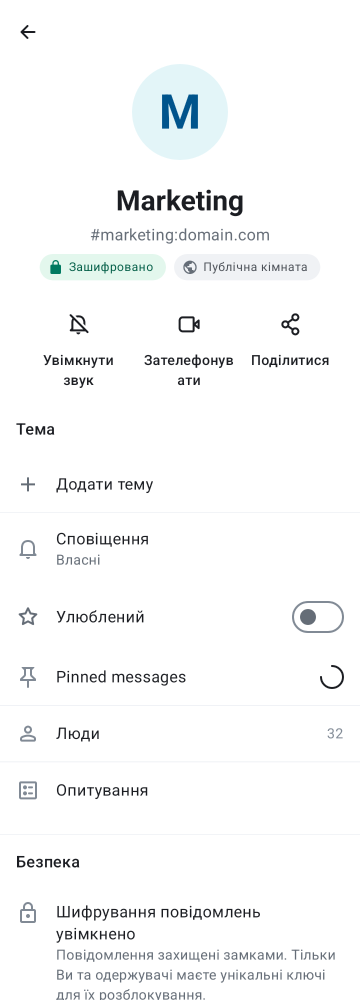 M
Marketing
#marketing:domain.com
Зашифровано
Публічна кімната
Увімкнути
звук
Зателефонув
ати
Поділитися
Тема
Додати тему
Сповіщення
Власні
Улюблений
Pinned messages
Люди
32
Опитування
Безпека
Шифрування повідомлень
увімкнено
Повідомлення захищені замками. Тільки
Ви та одержувачі маєте унікальні ключі
для їх розблокування.